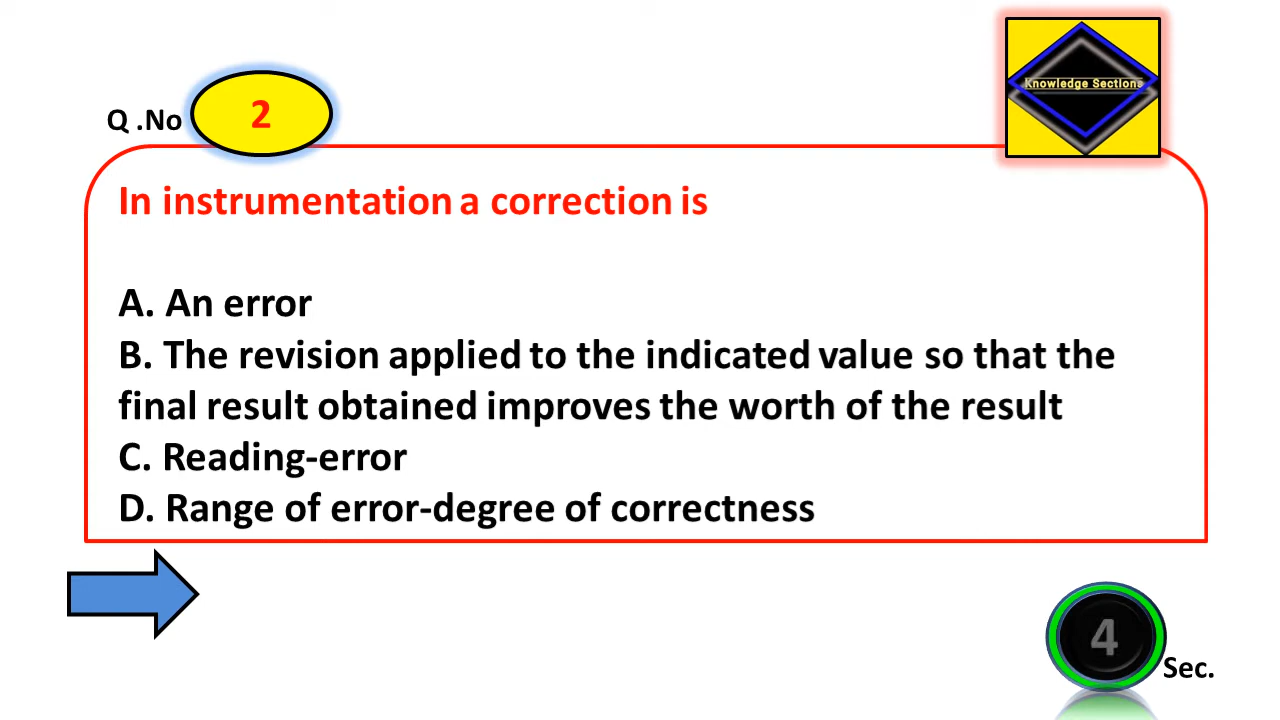 Knowledge Sections
Q .No 2
In instrumentation a correction is
A. An error
B. The revision applied to the indicated value so that the
final result obtained improves the worth of the result
C. Reading-error
D. Range of error-degree of correctness
4 Sec.